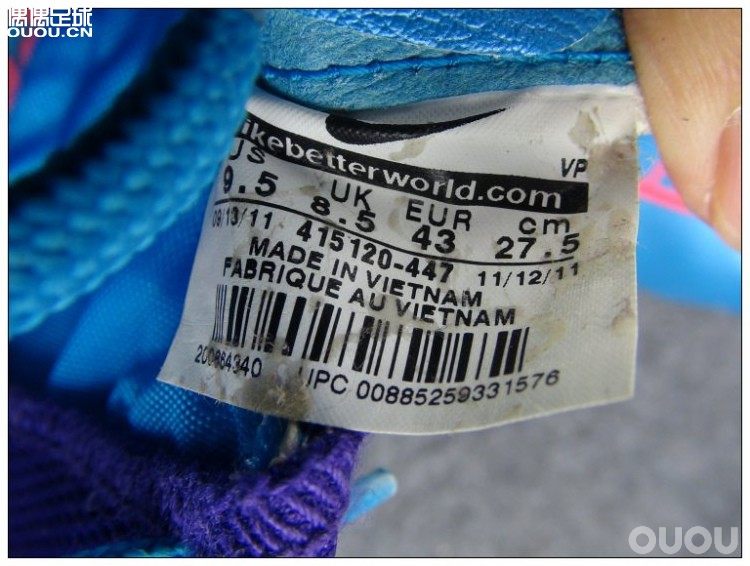 偶偶足球
OUOU.CN
ikebetterworld.com
VP
US UK EUR cm
9.5 8.5 43 27.5
09/13/11 415120-447 11/12/11
MADE IN VIETNAM
FABRIQUE AU VIETNAM
UPC 00885259331576
OUOU